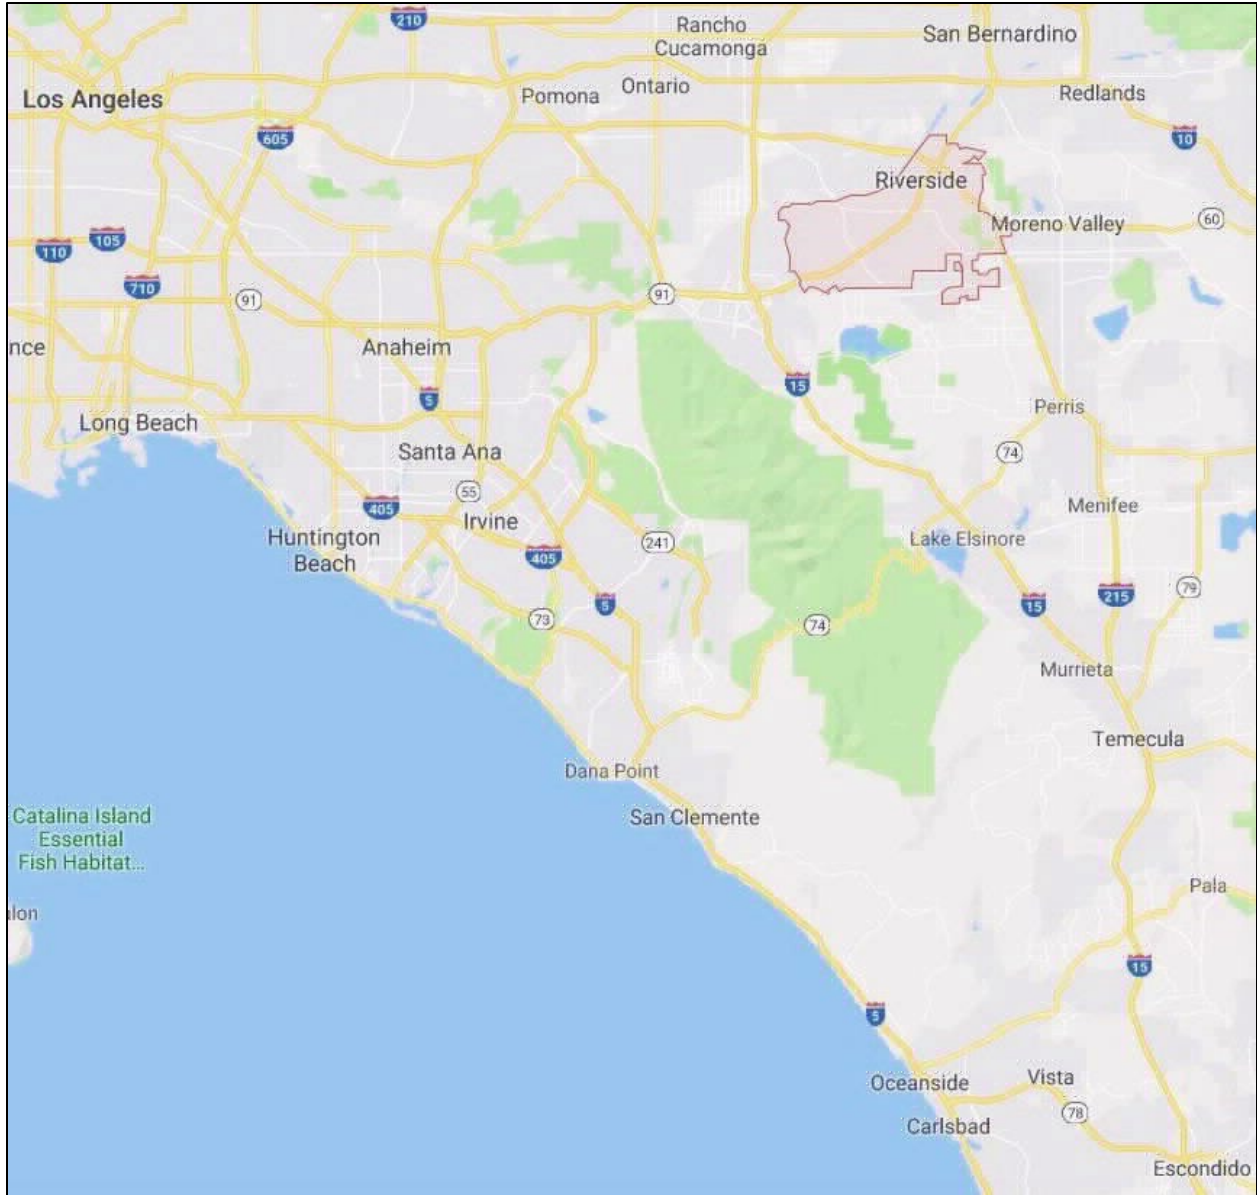 210
Rancho
Cucamonga
San Bernardino
Los Angeles
Pomona
Ontario
Redlands
605
10
Riverside
Moreno Valley
60
110
105
710
91
91
nce
Anaheim
5
15
Perris
Long Beach
Santa Ana
74
55
405
Irvine
Menifee
Huntington
Beach
405
241
Lake Elsinore
73
5
74
15
215
79
Murrieta
Temecula
Dana Point
San Clemente
Catalina Island
Essential
Fish Habitat...
Pala
lon
15
5
Oceanside
Vista
78
Carlsbad
Escondido